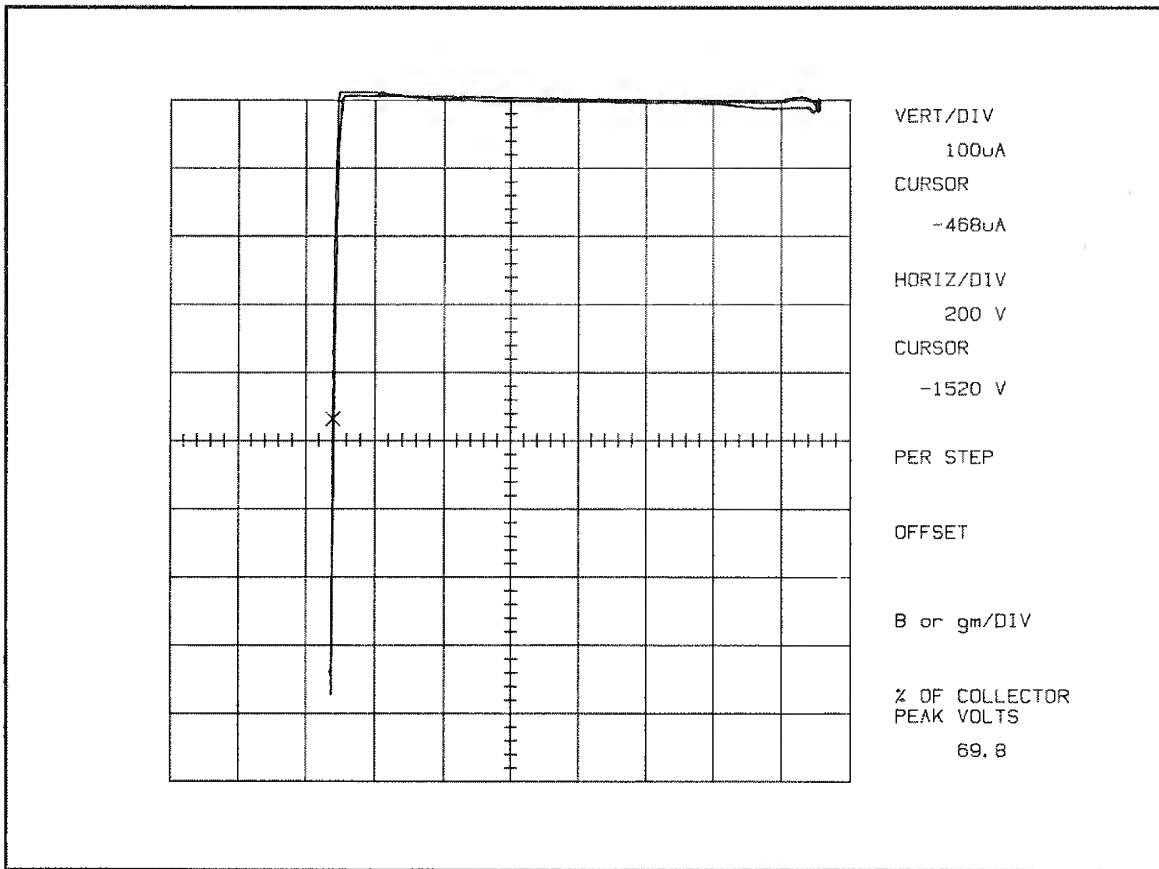 VERT/DIV
100uA
CURSOR
-468uA
HORIZ/DIV
200 V
CURSOR
-1520 V
PER STEP
OFFSET
B or gm/DIV
% OF COLLECTOR
PEAK VOLTS
69.8